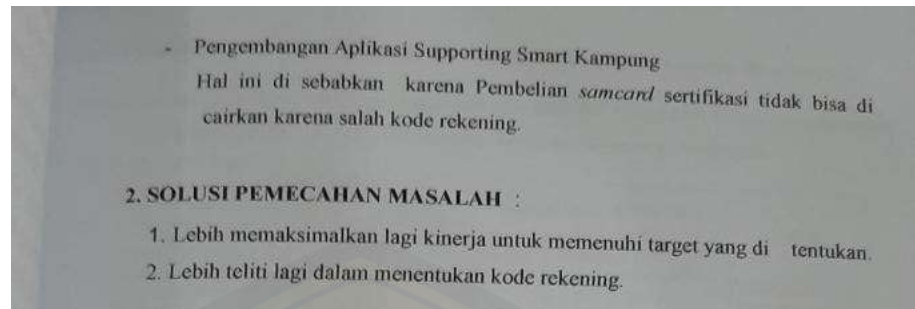 - Pengembangan Aplikasi Supporting Smart Kampung
Hal ini di sebabkan karena Pembelian samcard sertifikasi tidak bisa di
cairkan karena salah kode rekening.
2. SOLUSI PEMECAHAN MASALAH :
1. Lebih memaksimalkan lagi kinerja untuk memenuhi target yang di tentukan.
2. Lebih teliti lagi dalam menentukan kode rekening.